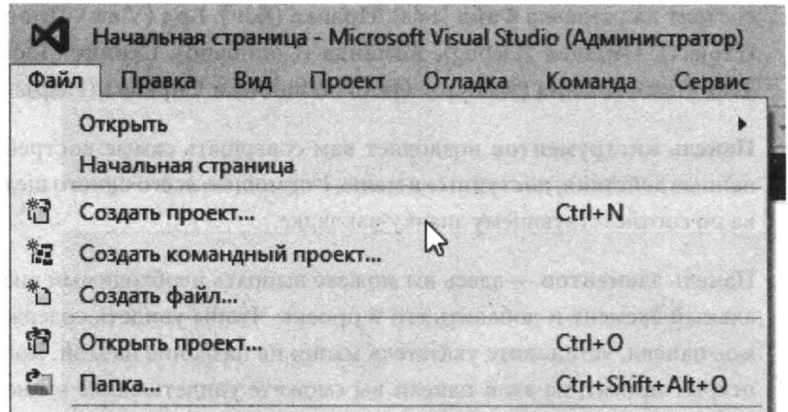 Начальная страница - Microsoft Visual Studio (Администратор)
Файл Правка Вид Проект Отладка Команда Сервис
Открыть
Начальная страница
Создать проект... Ctrl+N
Создать командный проект...
Создать файл...
Открыть проект... Ctrl+O
Папка... Ctrl+Shift+Alt+O